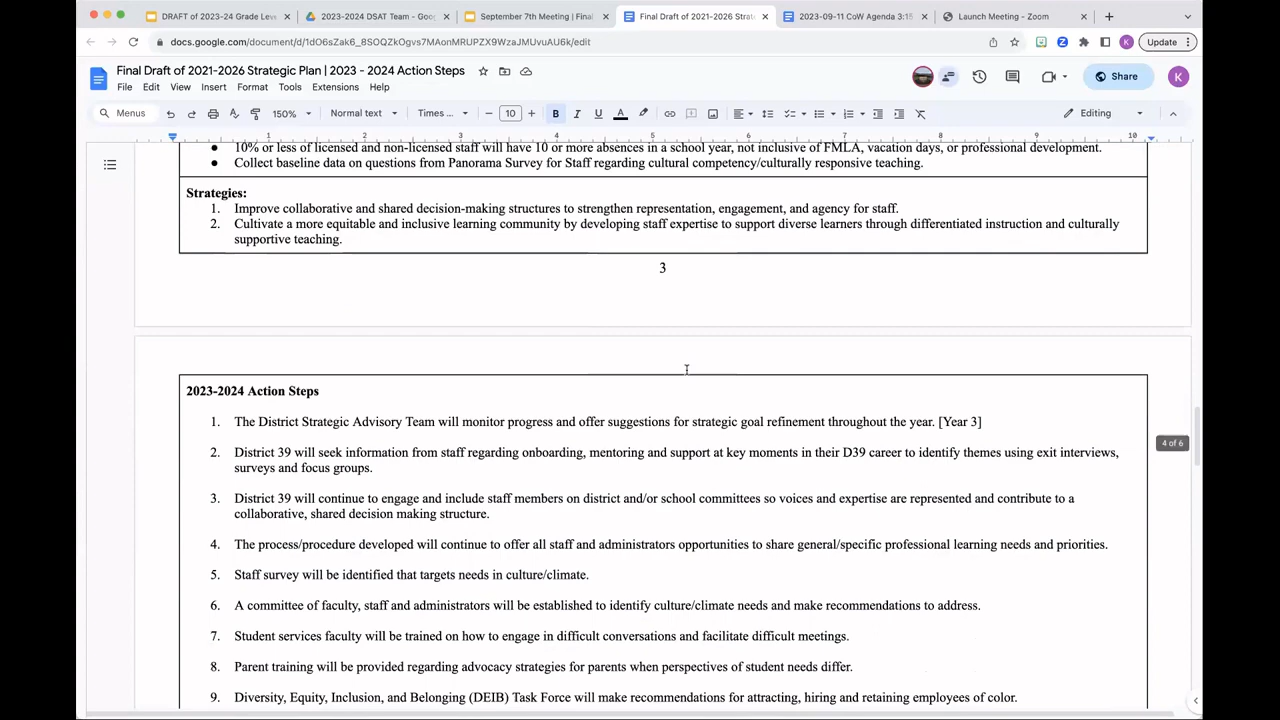 DRAFT of 2023-24 Grade Lev
2023-2024 DSAT Team - Goo
September 7th Meeting | Final
Final Draft of 2021-2026 Strate
2023-09-11 CoW Agenda 3:15
Launch Meeting - Zoom
docs.google.com/document/d/1dO6sZak6_8SOQZkOgvs7MAonMRUPZX9WzaJMUvuAU6k/edit
Update
Final Draft of 2021-2026 Strategic Plan | 2023 - 2024 Action Steps
File Edit View Insert Format Tools Extensions Help
Share
K
Menus 150% Normal text Times ... 10 B I U A Editing
1 2 3 4 5 6 7 8 9 10
10% or less of licensed and non-licensed staff will have 10 or more absences in a school year, not inclusive of FMLA, vacation days, or professional development.
Collect baseline data on questions from Panorama Survey for Staff regarding cultural competency/culturally responsive teaching.
Strategies:
1. Improve collaborative and shared decision-making structures to strengthen representation, engagement, and agency for staff.
2. Cultivate a more equitable and inclusive learning community by developing staff expertise to support diverse learners through differentiated instruction and culturally
supportive teaching.
3
2023-2024 Action Steps
1. The District Strategic Advisory Team will monitor progress and offer suggestions for strategic goal refinement throughout the year. [Year 3]
4 of 6
2. District 39 will seek information from staff regarding onboarding, mentoring and support at key moments in their D39 career to identify themes using exit interviews,
surveys and focus groups.
3. District 39 will continue to engage and include staff members on district and/or school committees so voices and expertise are represented and contribute to a
collaborative, shared decision making structure.
4. The process/procedure developed will continue to offer all staff and administrators opportunities to share general/specific professional learning needs and priorities.
5. Staff survey will be identified that targets needs in culture/climate.
6. A committee of faculty, staff and administrators will be established to identify culture/climate needs and make recommendations to address.
7. Student services faculty will be trained on how to engage in difficult conversations and facilitate difficult meetings.
8. Parent training will be provided regarding advocacy strategies for parents when perspectives of student needs differ.
9. Diversity, Equity, Inclusion, and Belonging (DEIB) Task Force will make recommendations for attracting, hiring and retaining employees of color.